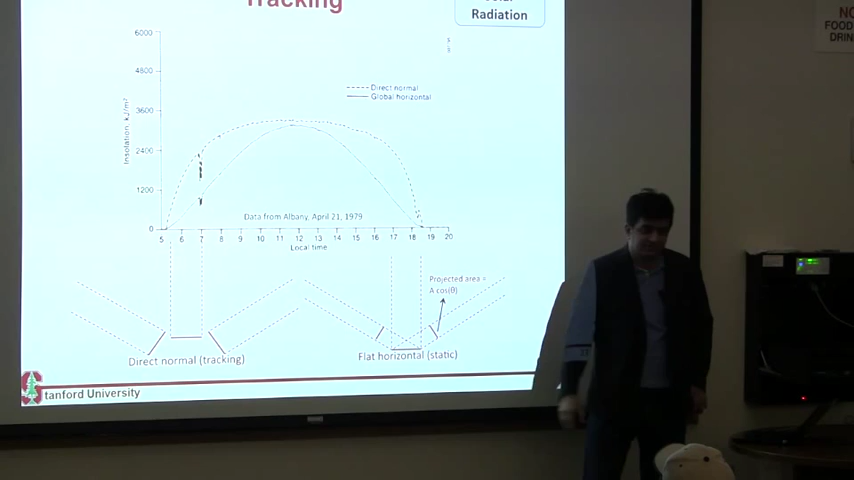 Tracking
Radiation
NO
FOOD
DRIN
6000
4800
3600
2400
1200
0
Insolation, kJ/m²
Direct normal
Global horizontal
Data from Albany, April 21, 1979
5 6 7 8 9 10 11 12 13 14 15 16 17 18 19 20
Local time
Projected area =
A cos(θ)
Direct normal (tracking)
Flat horizontal (static)
tanford University